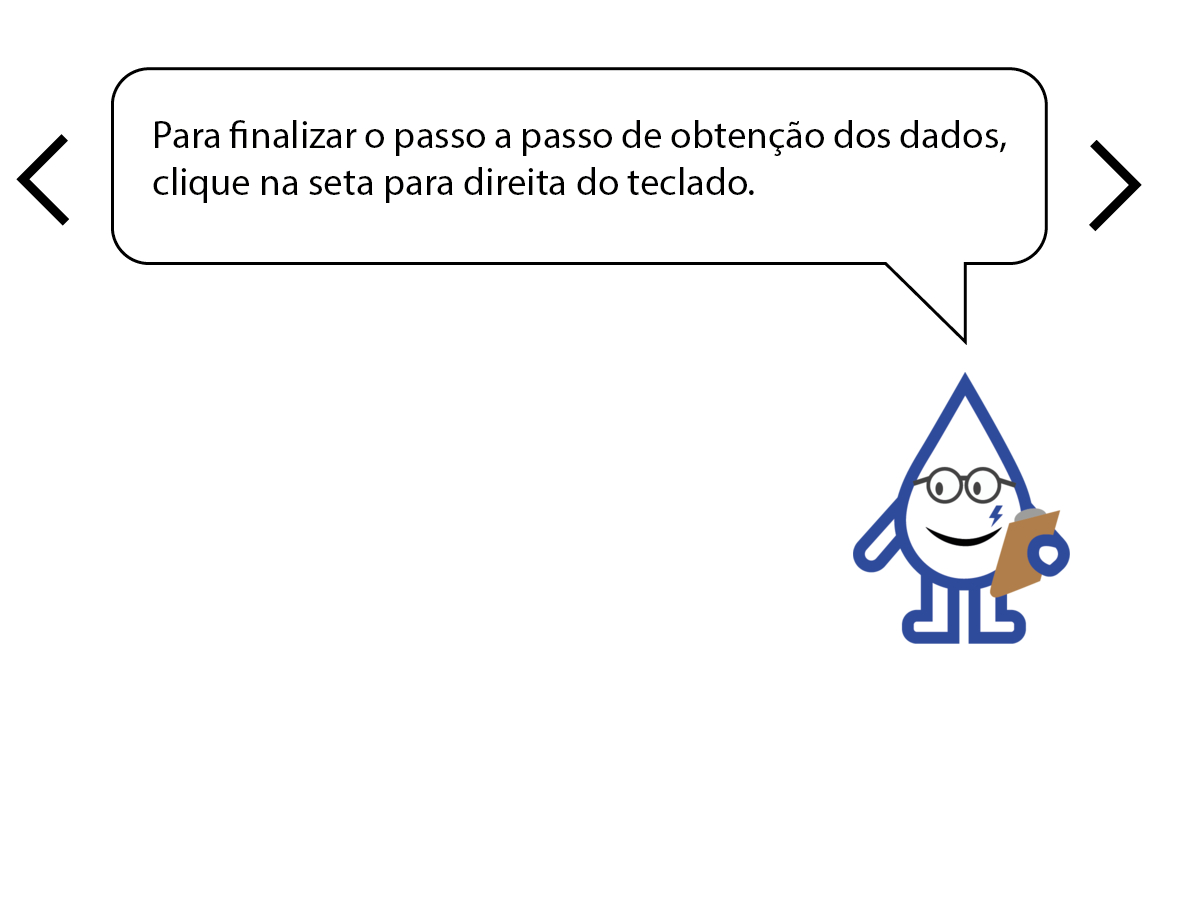 Para finalizar o passo a passo de obtenção dos dados,
clique na seta para direita do teclado.